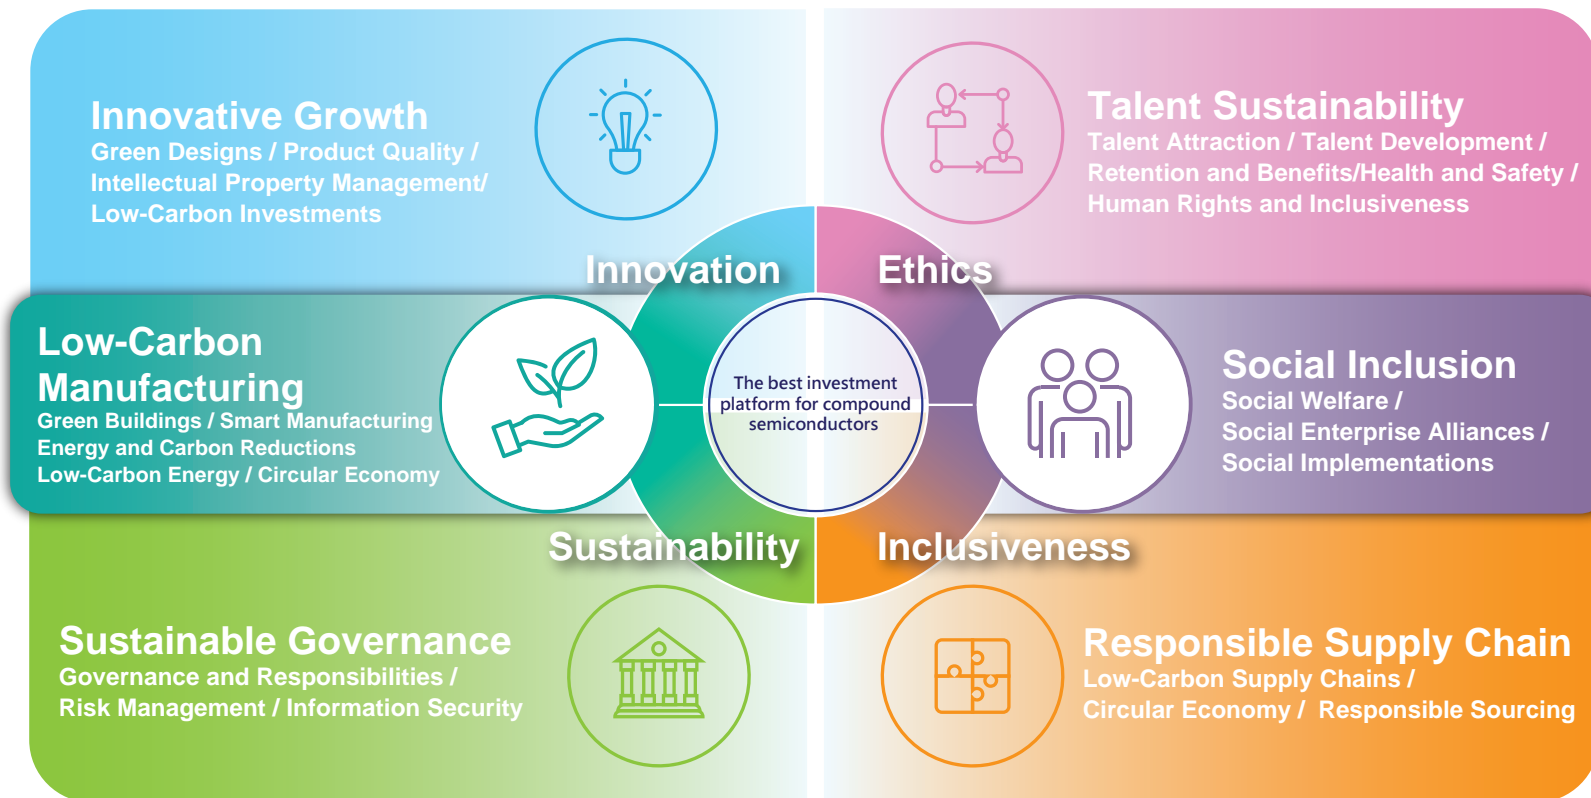 Innovative Growth
Green Designs / Product Quality /
Intellectual Property Management/
Low-Carbon Investments
Talent Sustainability
Talent Attraction / Talent Development /
Retention and Benefits/Health and Safety /
Human Rights and Inclusiveness
Innovation
Ethics
Low-Carbon
Manufacturing
Green Buildings / Smart Manufacturing
Energy and Carbon Reductions
Low-Carbon Energy / Circular Economy
The best investment
platform for compound
semiconductors
Social Inclusion
Social Welfare /
Social Enterprise Alliances /
Social Implementations
Sustainability
Inclusiveness
Sustainable Governance
Governance and Responsibilities /
Risk Management / Information Security
Responsible Supply Chain
Low-Carbon Supply Chains /
Circular Economy / Responsible Sourcing